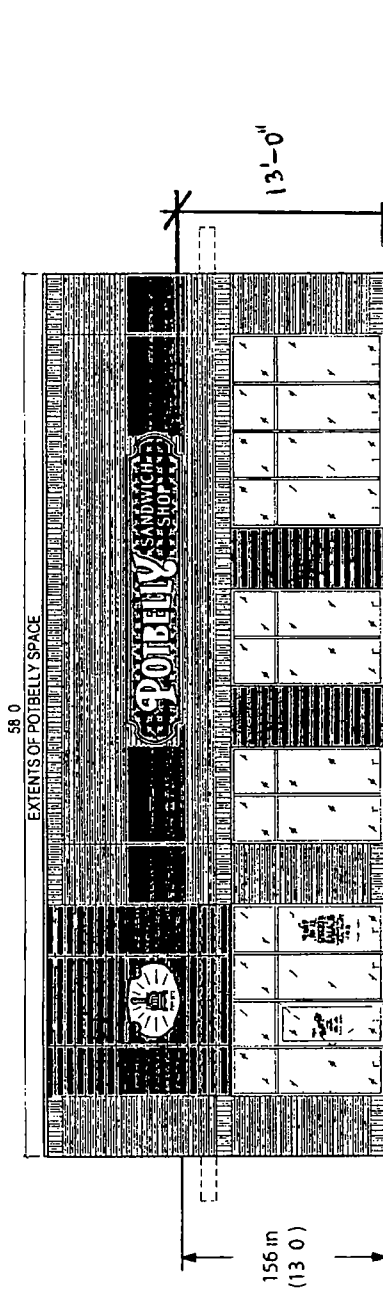 58 0
EXTENTS OF POTBELLY SPACE
13'-0"
POTBELLY SANDWICH
SHOP
156 in
(13 0)